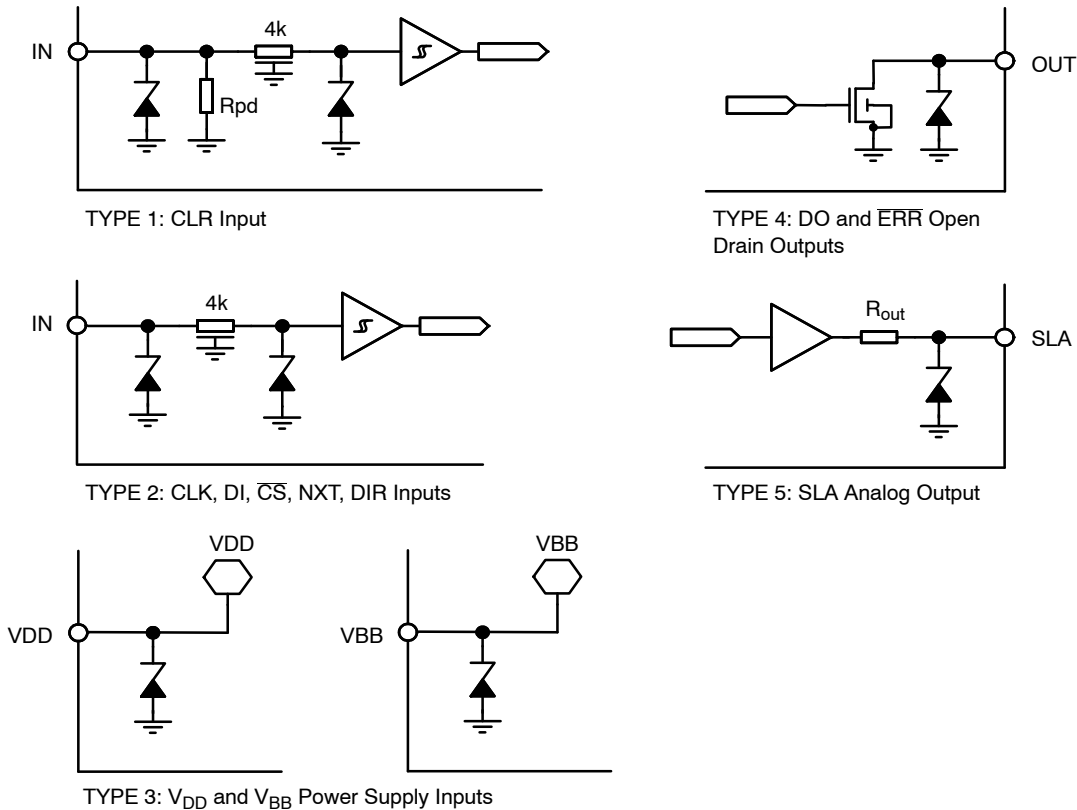 4k
IN
Rpd
TYPE 1: CLR Input
OUT
TYPE 4: DO and E̅R̅R̅ Open
Drain Outputs
4k
IN
TYPE 2: CLK, DI, C̅S̅, NXT, DIR Inputs
Rout
SLA
TYPE 5: SLA Analog Output
VDD
VDD
VBB
VBB
TYPE 3: VDD and VBB Power Supply Inputs